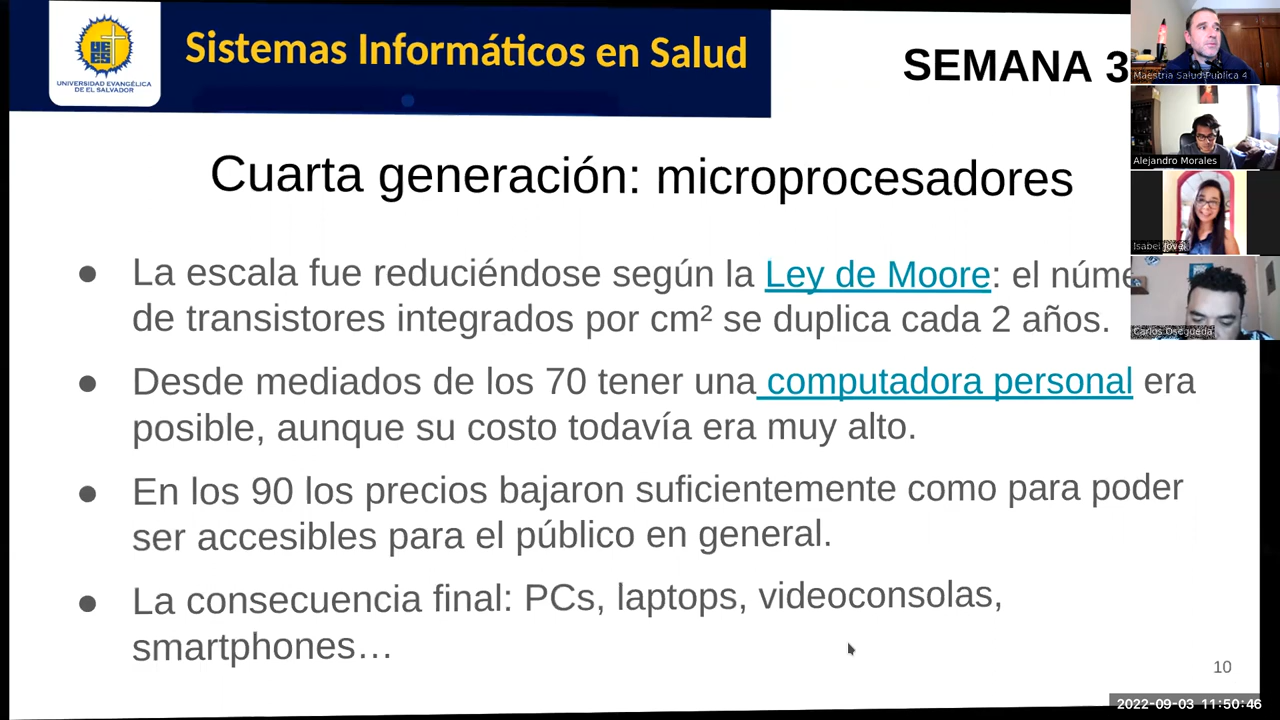 UNIVERSIDAD EVANGÉLICA
DE EL SALVADOR
Sistemas Informáticos en Salud
SEMANA 3
Cuarta generación: microprocesadores
● La escala fue reduciéndose según la Ley de Moore: el núme
de transistores integrados por cm² se duplica cada 2 años.
● Desde mediados de los 70 tener una computadora personal era
posible, aunque su costo todavía era muy alto.
● En los 90 los precios bajaron suficientemente como para poder
ser accesibles para el público en general.
● La consecuencia final: PCs, laptops, videoconsolas,
smartphones…
10
Maestria Salud Publica 4
Alejandro Morales
Isabel Jovel
Carlos Osegueda
2022-09-03 11:50:46